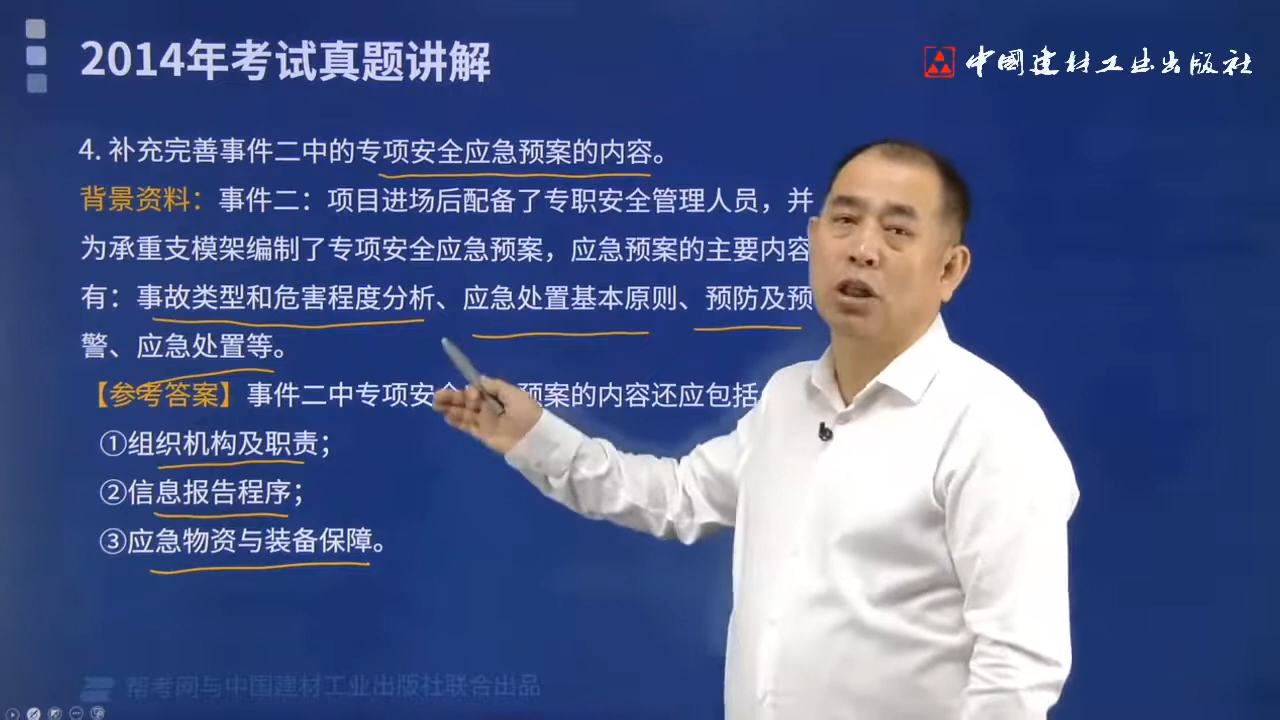 2014年考试真题讲解
中国建材工业出版社
4. 补充完善事件二中的专项安全应急预案的内容。
背景资料：事件二：项目进场后配备了专职安全管理人员，并
为承重支模架编制了专项安全应急预案，应急预案的主要内容
有：事故类型和危害程度分析、应急处置基本原则、预防及预
警、应急处置等。
【参考答案】事件二中专项安全 预案的内容还应包括
①组织机构及职责；
②信息报告程序；
③应急物资与装备保障。
帮考网与中国建材工业出版社联合出品